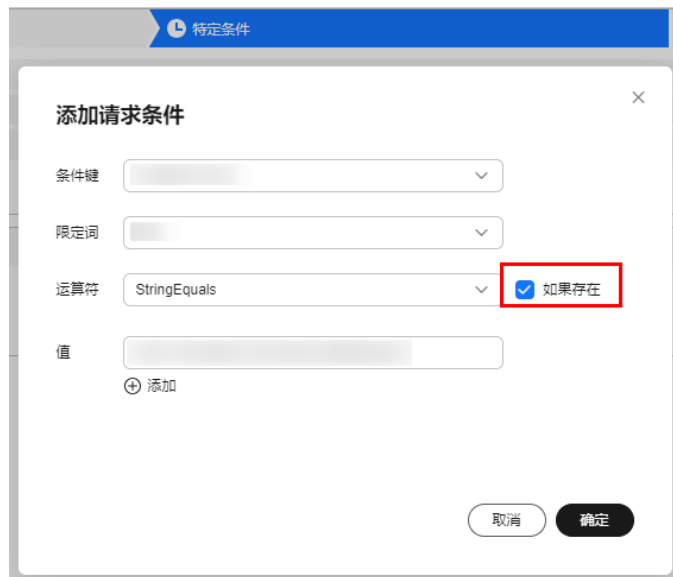 特定条件
添加请求条件
条件键
限定词
运算符 StringEquals 如果存在
值
添加
取消 确定